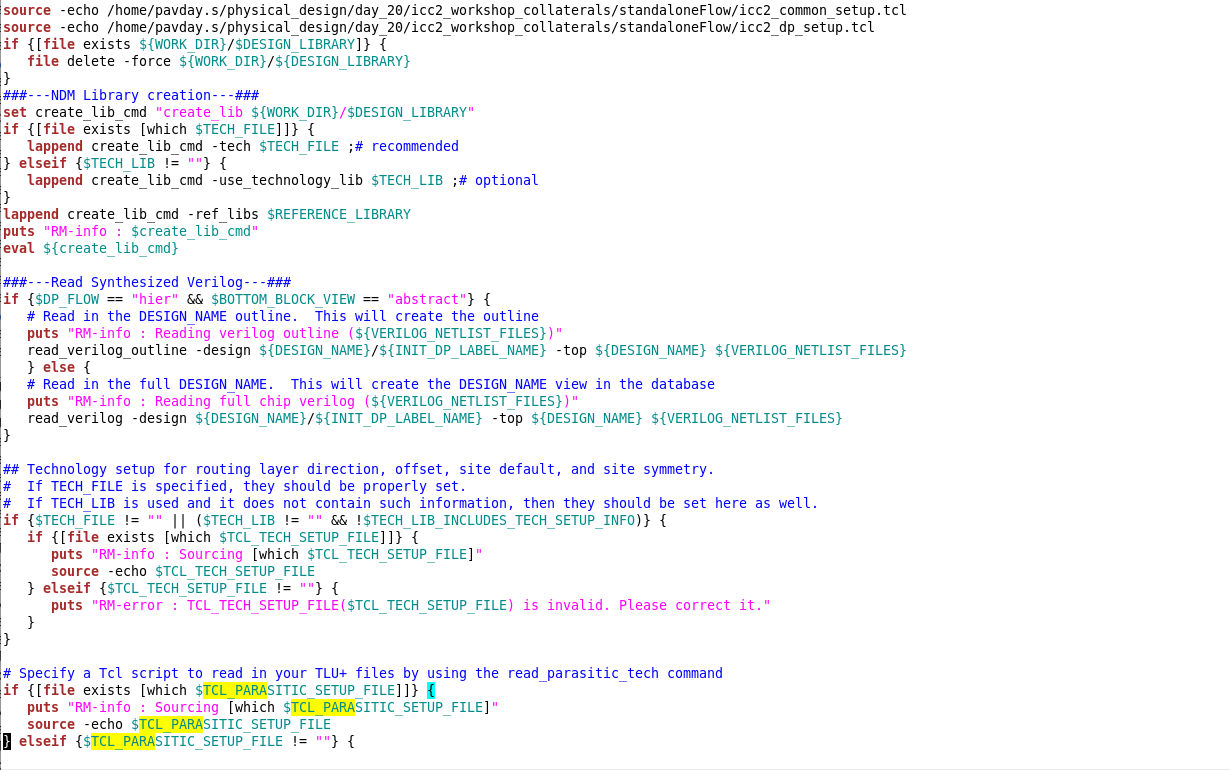 source -echo /home/pavday.s/physical_design/day_20/icc2_workshop_collaterals/standaloneFlow/icc2_common_setup.tcl
source -echo /home/pavday.s/physical_design/day_20/icc2_workshop_collaterals/standaloneFlow/icc2_dp_setup.tcl
if {[file exists ${WORK_DIR}/$DESIGN_LIBRARY]} {
   file delete -force ${WORK_DIR}/${DESIGN_LIBRARY}
}
###---NDM Library creation---###
set create_lib_cmd "create_lib ${WORK_DIR}/$DESIGN_LIBRARY"
if {[file exists [which $TECH_FILE]]} {
   lappend create_lib_cmd -tech $TECH_FILE ;# recommended
} elseif {$TECH_LIB != ""} {
   lappend create_lib_cmd -use_technology_lib $TECH_LIB ;# optional
}
lappend create_lib_cmd -ref_libs $REFERENCE_LIBRARY
puts "RM-info : $create_lib_cmd"
eval ${create_lib_cmd}

###---Read Synthesized Verilog---###
if {$DP_FLOW == "hier" && $BOTTOM_BLOCK_VIEW == "abstract"} {
   # Read in the DESIGN_NAME outline.  This will create the outline
   puts "RM-info : Reading verilog outline (${VERILOG_NETLIST_FILES})"
   read_verilog_outline -design ${DESIGN_NAME}/${INIT_DP_LABEL_NAME} -top ${DESIGN_NAME} ${VERILOG_NETLIST_FILES}
   } else {
   # Read in the full DESIGN_NAME.  This will create the DESIGN_NAME view in the database
   puts "RM-info : Reading full chip verilog (${VERILOG_NETLIST_FILES})"
   read_verilog -design ${DESIGN_NAME}/${INIT_DP_LABEL_NAME} -top ${DESIGN_NAME} ${VERILOG_NETLIST_FILES}
}

## Technology setup for routing layer direction, offset, site default, and site symmetry.
#  If TECH_FILE is specified, they should be properly set.
#  If TECH_LIB is used and it does not contain such information, then they should be set here as well.
if {$TECH_FILE != "" || ($TECH_LIB != "" && !$TECH_LIB_INCLUDES_TECH_SETUP_INFO)} {
   if {[file exists [which $TCL_TECH_SETUP_FILE]]} {
      puts "RM-info : Sourcing [which $TCL_TECH_SETUP_FILE]"
      source -echo $TCL_TECH_SETUP_FILE
   } elseif {$TCL_TECH_SETUP_FILE != ""} {
      puts "RM-error : TCL_TECH_SETUP_FILE($TCL_TECH_SETUP_FILE) is invalid. Please correct it."
   }
}

# Specify a Tcl script to read in your TLU+ files by using the read_parasitic_tech command
if {[file exists [which $TCL_PARASITIC_SETUP_FILE]]} {
   puts "RM-info : Sourcing [which $TCL_PARASITIC_SETUP_FILE]"
   source -echo $TCL_PARASITIC_SETUP_FILE
} elseif {$TCL_PARASITIC_SETUP_FILE != ""} {